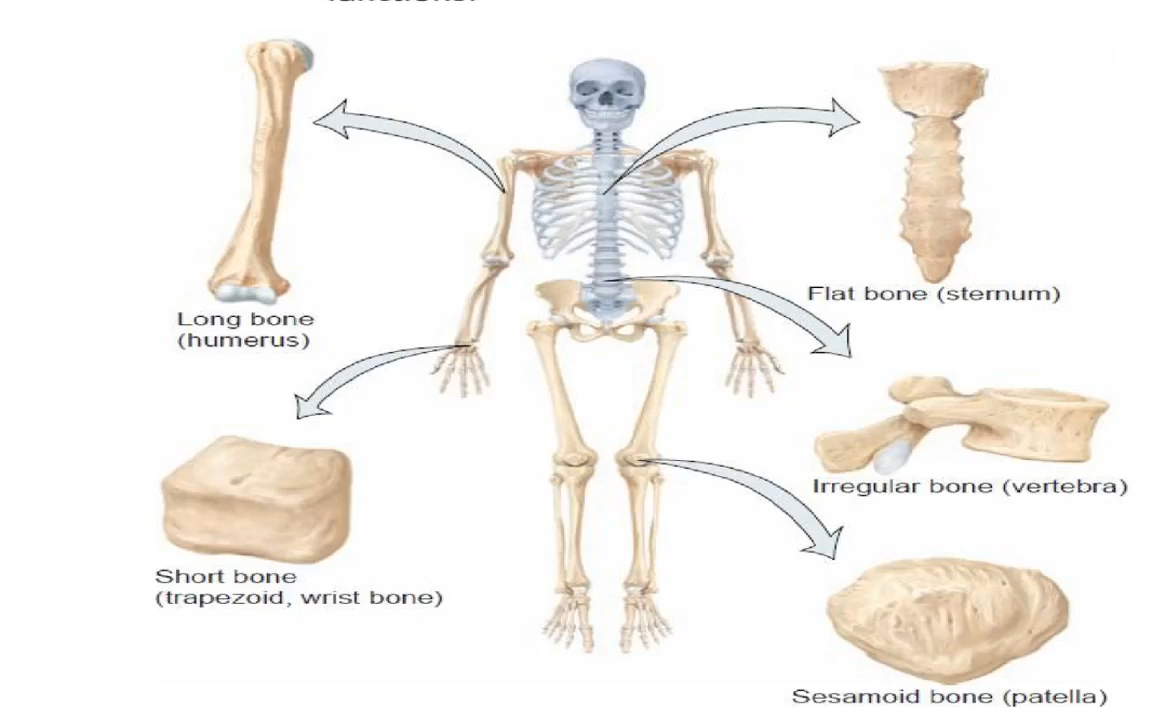 Long bone
(humerus)
Flat bone (sternum)
Irregular bone (vertebra)
Short bone
(trapezoid, wrist bone)
Sesamoid bone (patella)